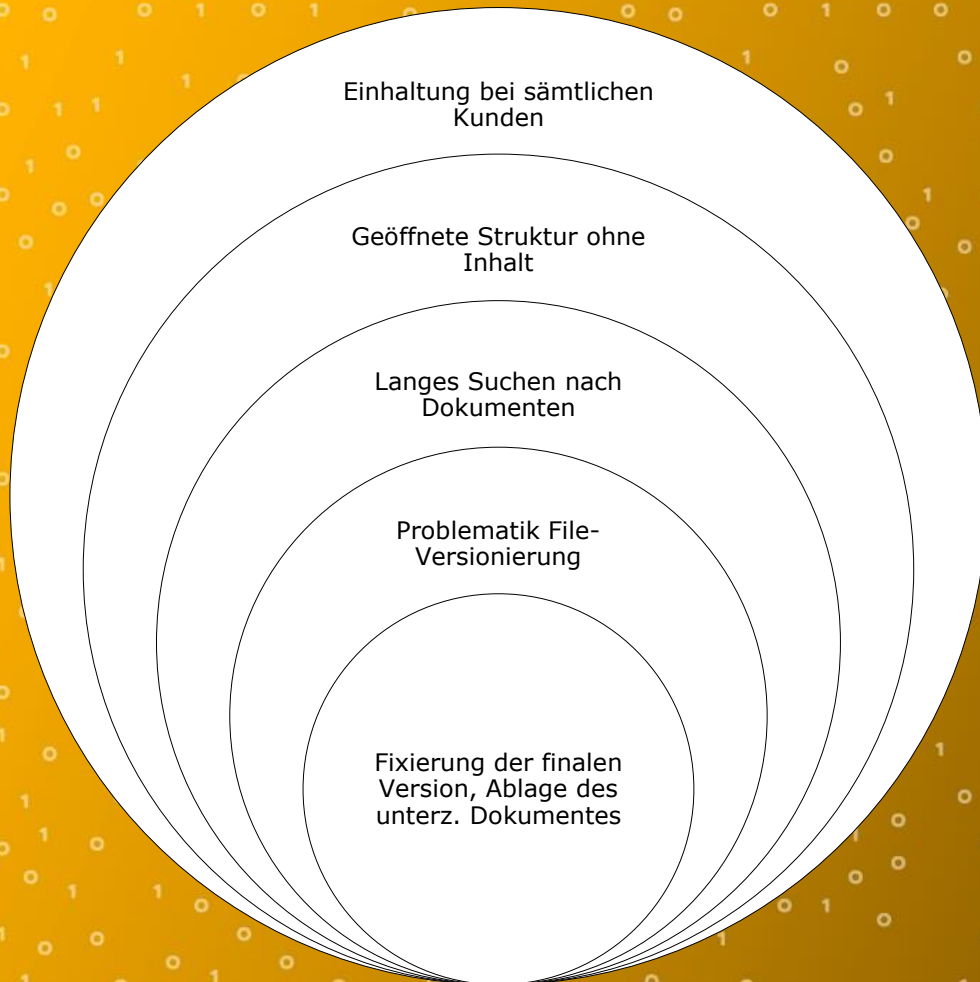 Einhaltung bei sämtlichen
Kunden
Geöffnete Struktur ohne
Inhalt
Langes Suchen nach
Dokumenten
Problematik File-
Versionierung
Fixierung der finalen
Version, Ablage des
unterz. Dokumentes